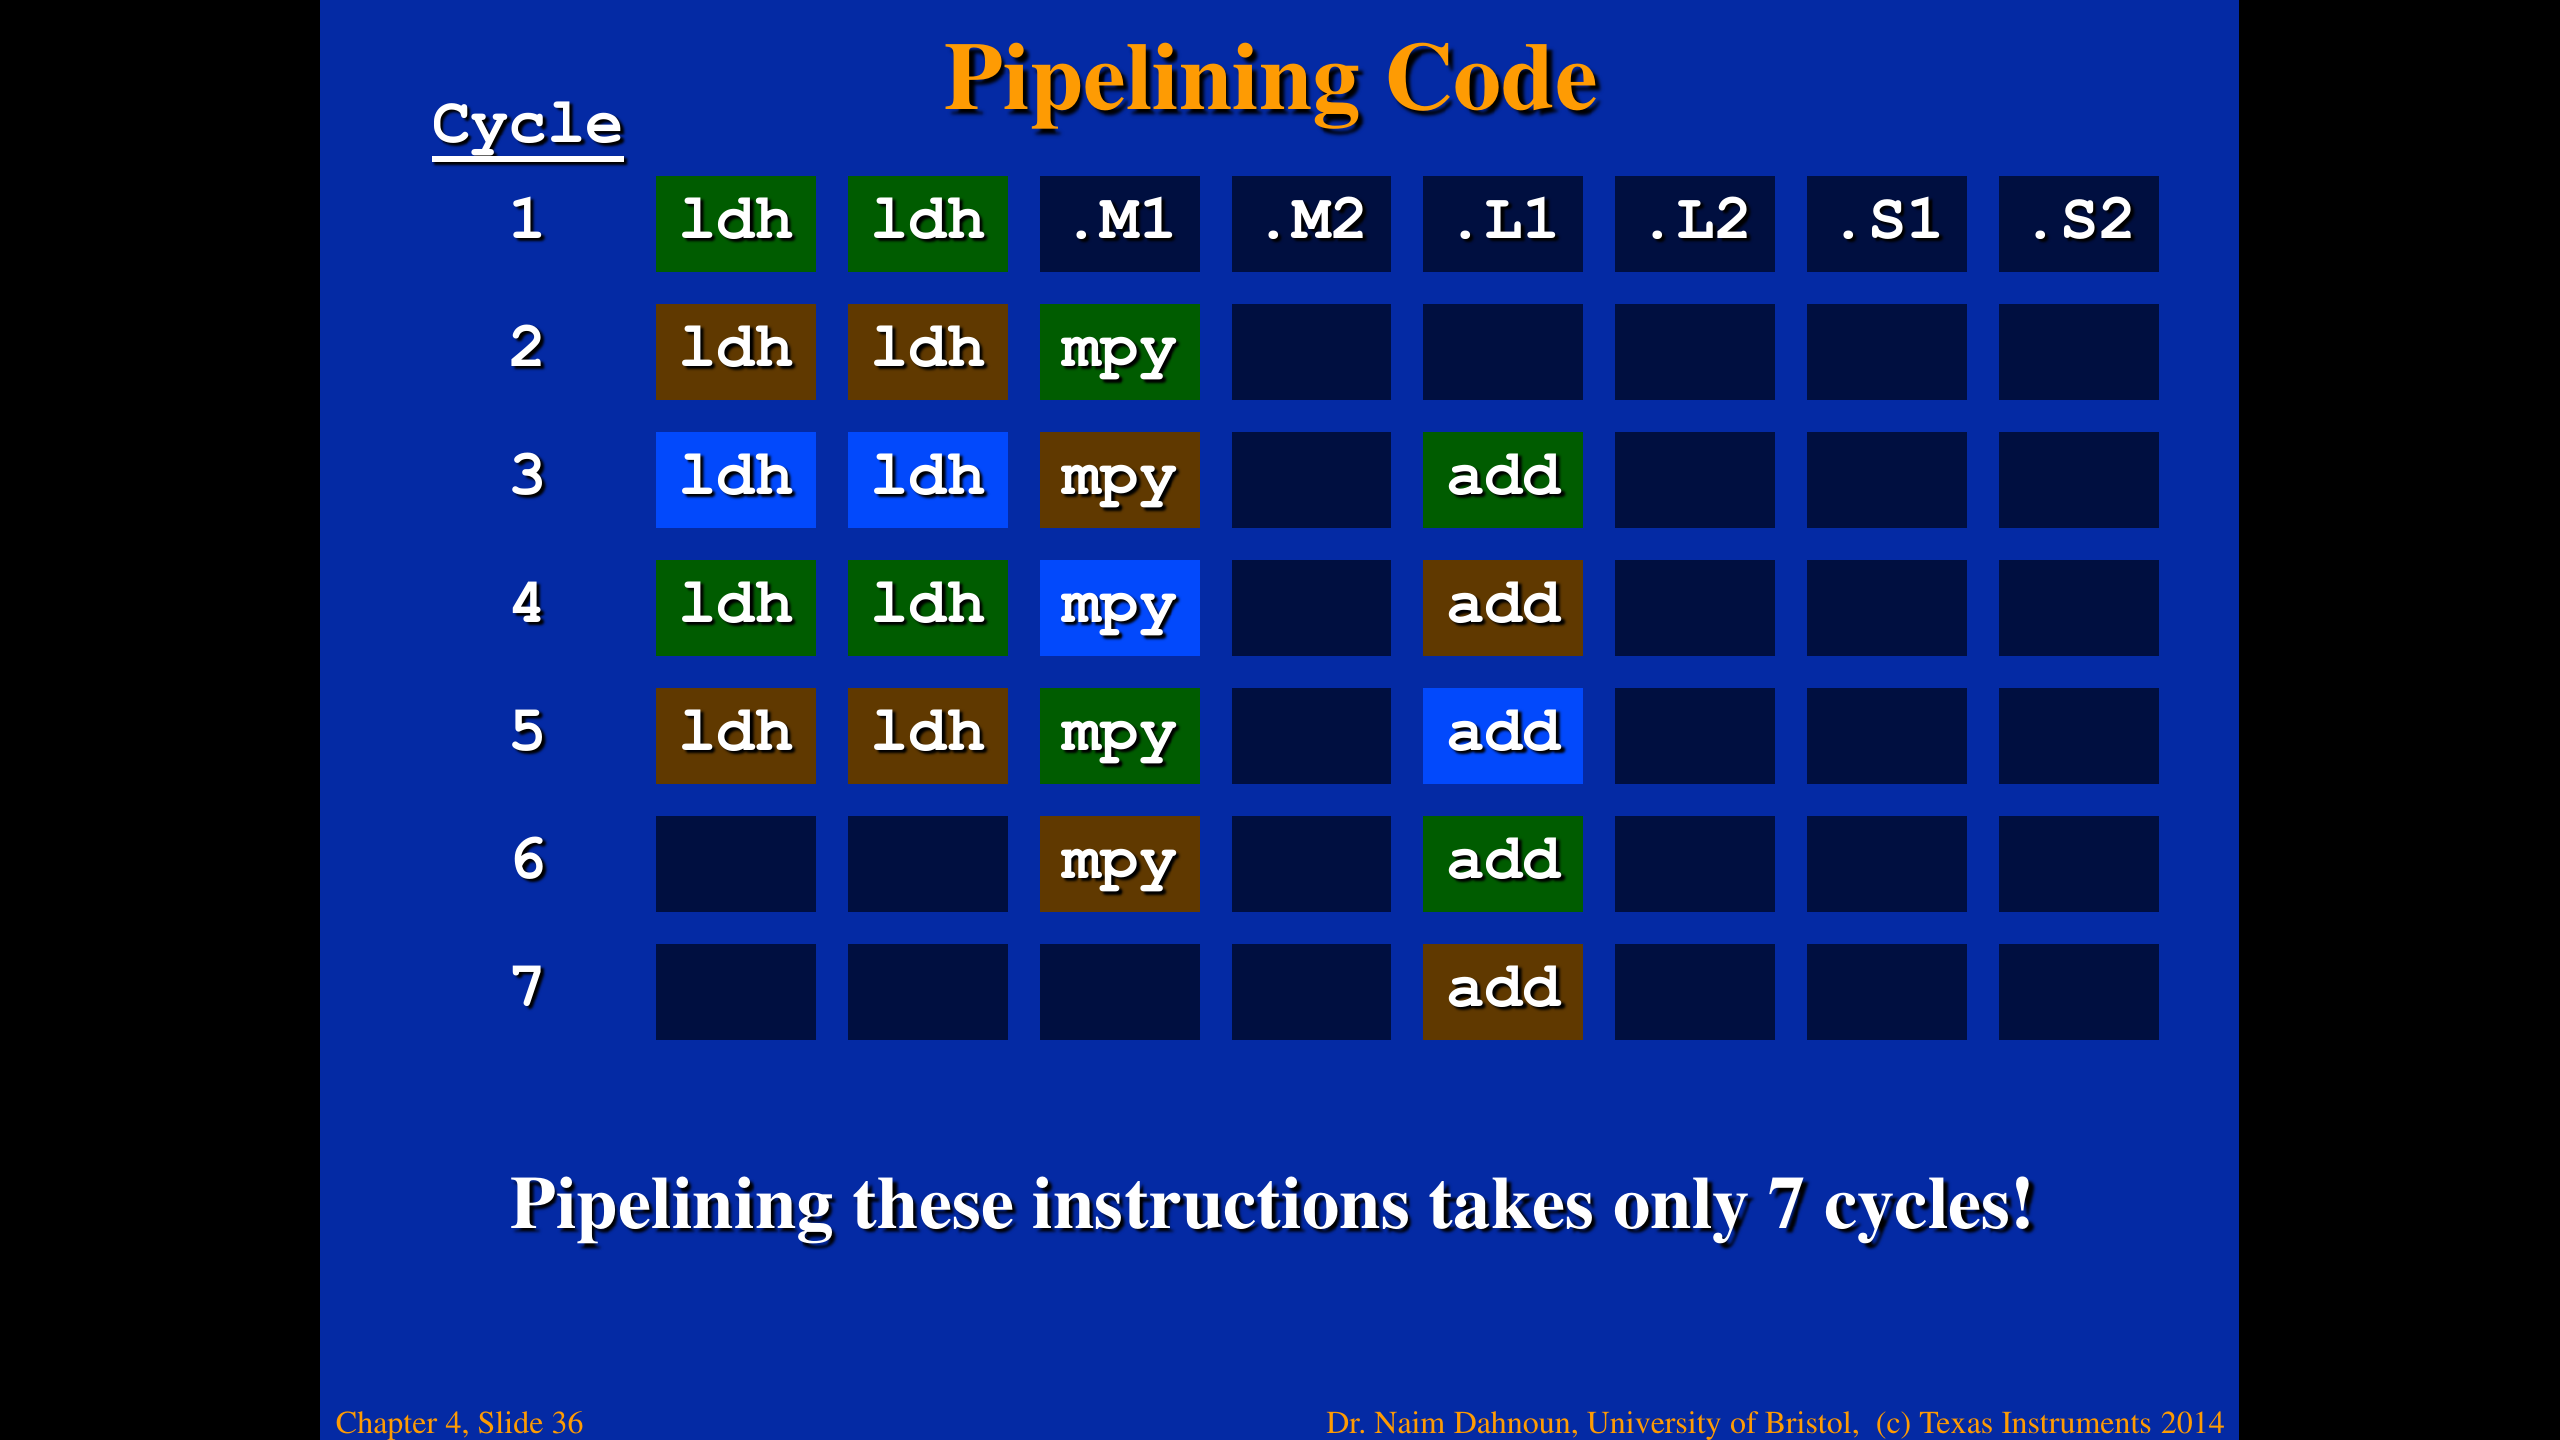 Pipelining Code
Cycle
1 ldh ldh .M1 .M2 .L1 .L2 .S1 .S2
2 ldh ldh mpy
3 ldh ldh mpy add
4 ldh ldh mpy add
5 ldh ldh mpy add
6 mpy add
7 add
Pipelining these instructions takes only 7 cycles!
Chapter 4, Slide 36
Dr. Naim Dahnoun, University of Bristol, (c) Texas Instruments 2014